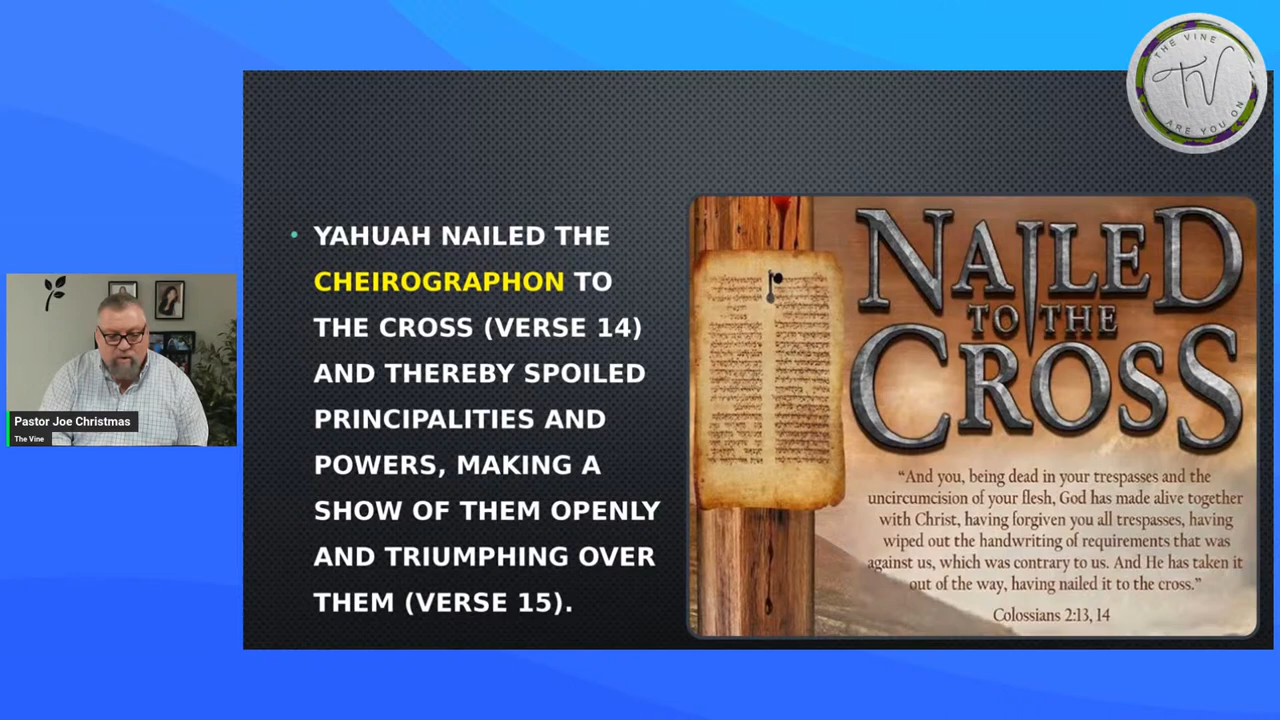 THE VINE
TV
ARE YOU ON
YAHUAH NAILED THE
CHEIROGRAPHON TO
THE CROSS (VERSE 14)
AND THEREBY SPOILED
PRINCIPALITIES AND
POWERS, MAKING A
SHOW OF THEM OPENLY
AND TRIUMPHING OVER
THEM (VERSE 15).
NAILED
TO THE
CROSS
“And you, being dead in your trespasses and the
uncircumcision of your flesh, God has made alive together
with Christ, having forgiven you all trespasses, having
wiped out the handwriting of requirements that was
against us, which was contrary to us. And He has taken it
out of the way, having nailed it to the cross.”
Colossians 2:13, 14
Pastor Joe Christmas
The Vine